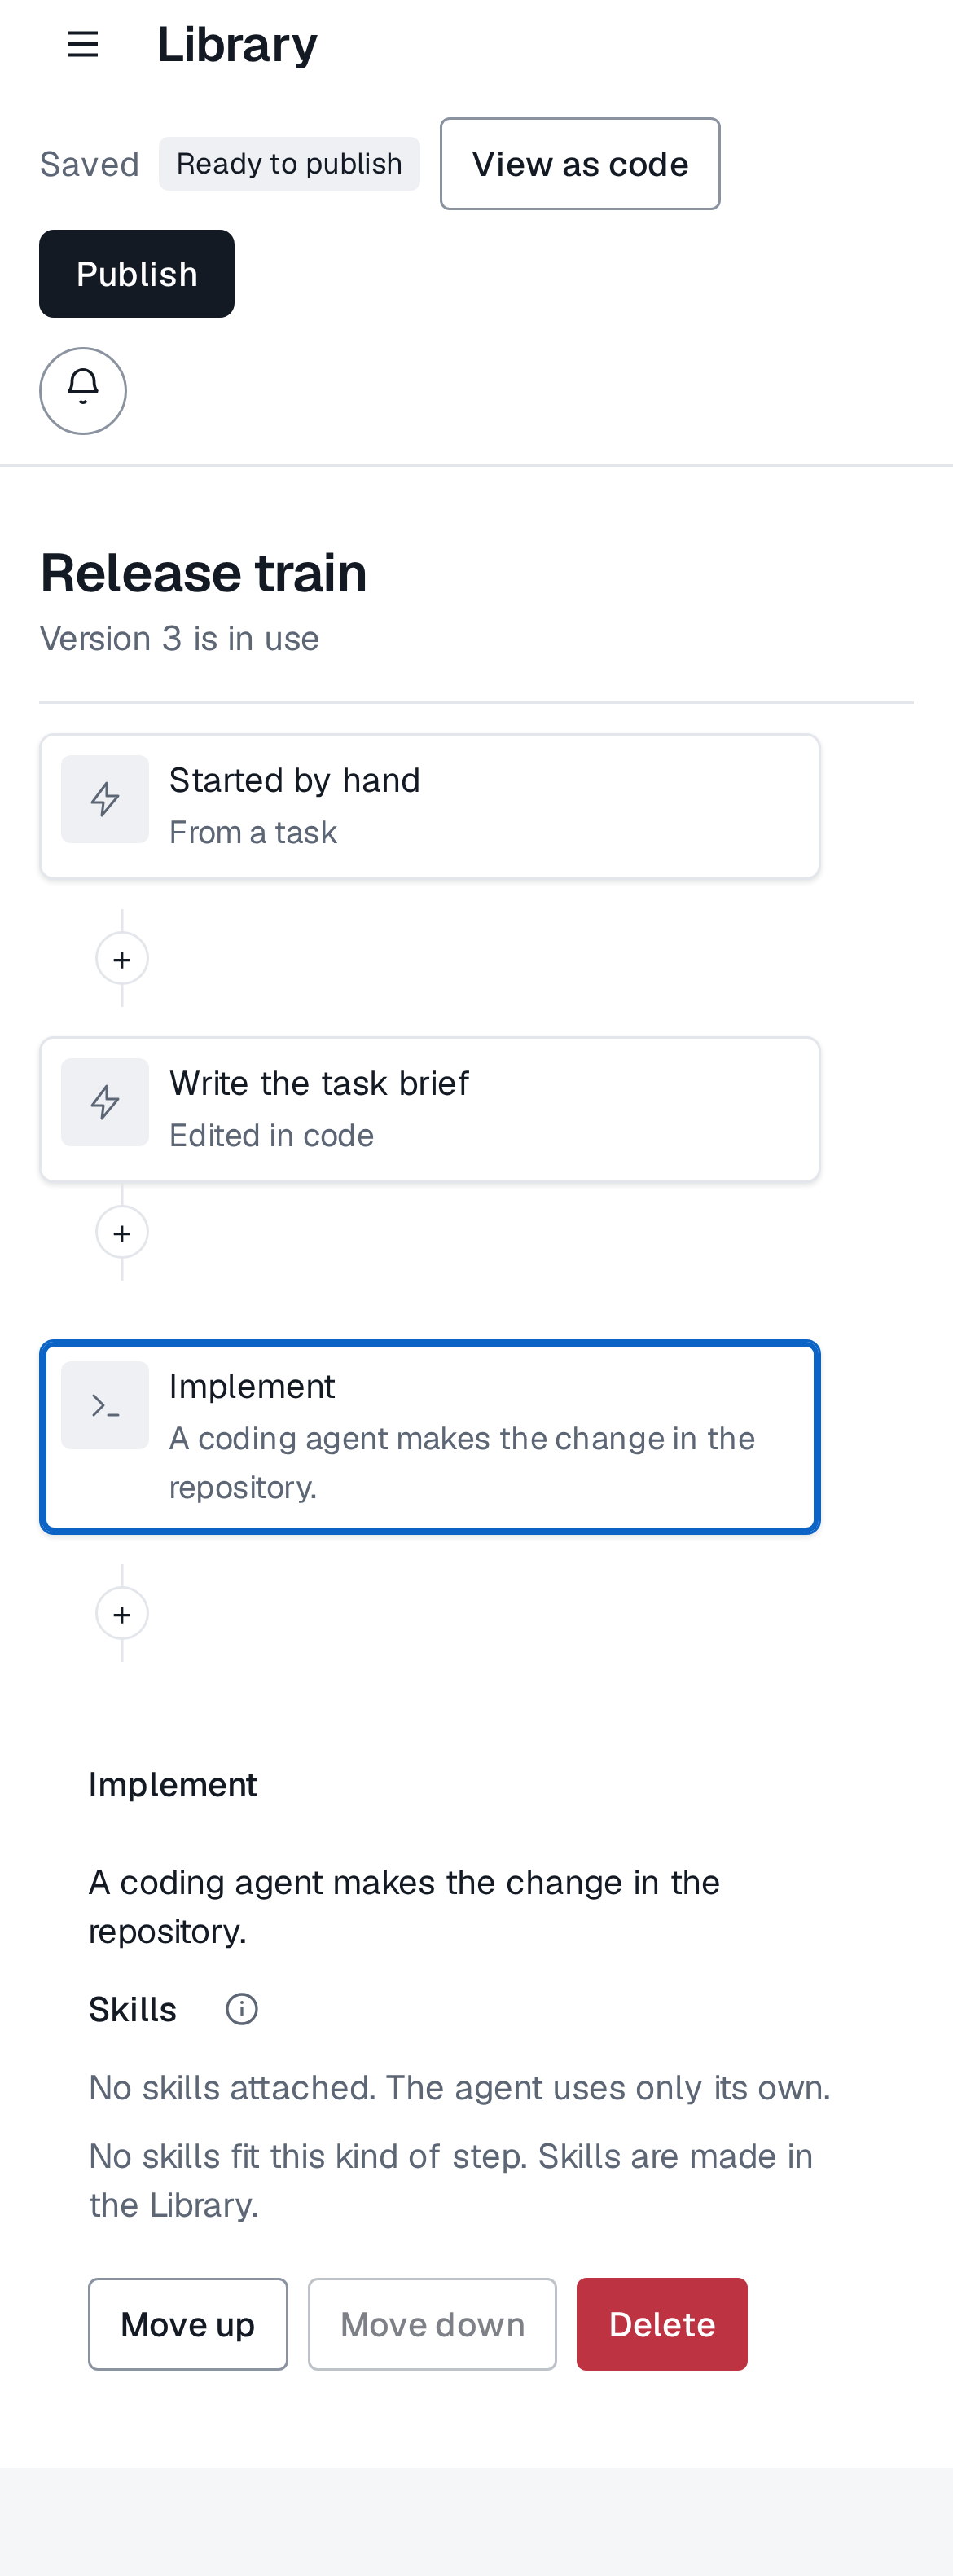 Library
Saved
Ready to publish
View as code
Publish
Release train
Version 3 is in use
Started by hand
From a task
+
Write the task brief
Edited in code
+
Implement
A coding agent makes the change in the
repository.
+
Implement
A coding agent makes the change in the
repository.
Skills
No skills attached. The agent uses only its own.
No skills fit this kind of step. Skills are made in
the Library.
Move up
Move down
Delete